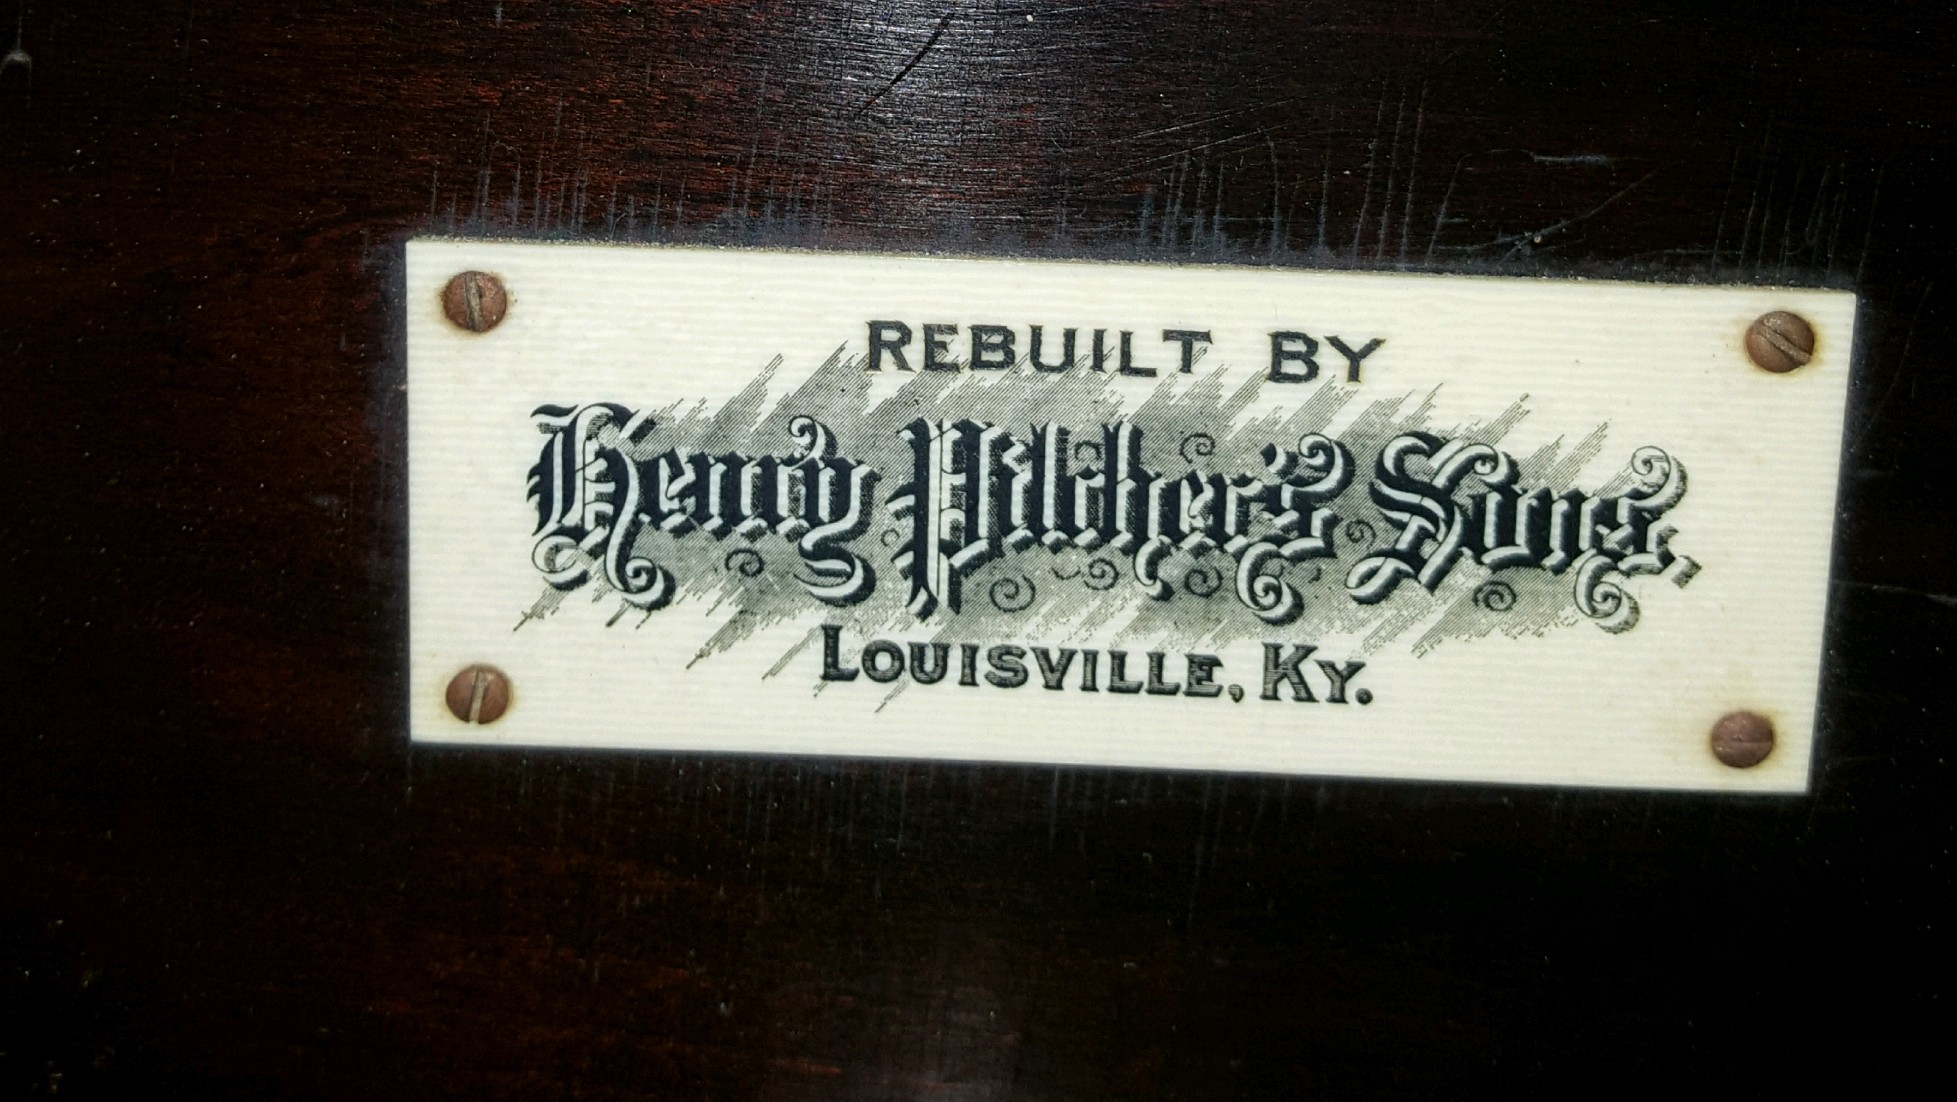 REBUILT BY
Henry Pilcher's Sons,
LOUISVILLE, KY.